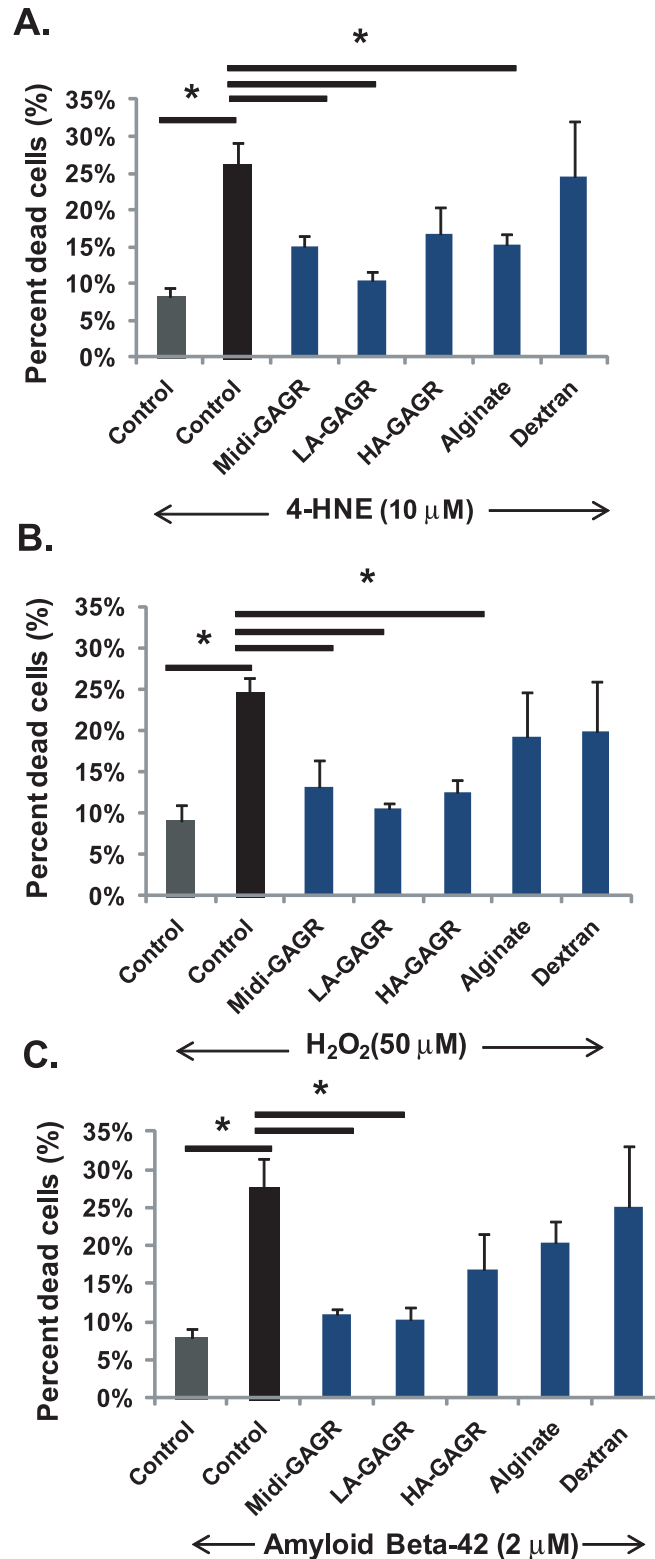 A.
*
*
Percent dead cells (%)
35%
30%
25%
20%
15%
10%
5%
0%
Control
Control
Midi-GAGR
LA-GAGR
HA-GAGR
Alginate
Dextran
4-HNE (10 μM)
B.
*
*
Percent dead cells (%)
35%
30%
25%
20%
15%
10%
5%
0%
Control
Control
Midi-GAGR
LA-GAGR
HA-GAGR
Alginate
Dextran
H₂O₂(50 μM)
C.
*
*
Percent dead cells (%)
35%
30%
25%
20%
15%
10%
5%
0%
Control
Control
Midi-GAGR
LA-GAGR
HA-GAGR
Alginate
Dextran
Amyloid Beta-42 (2 μM)